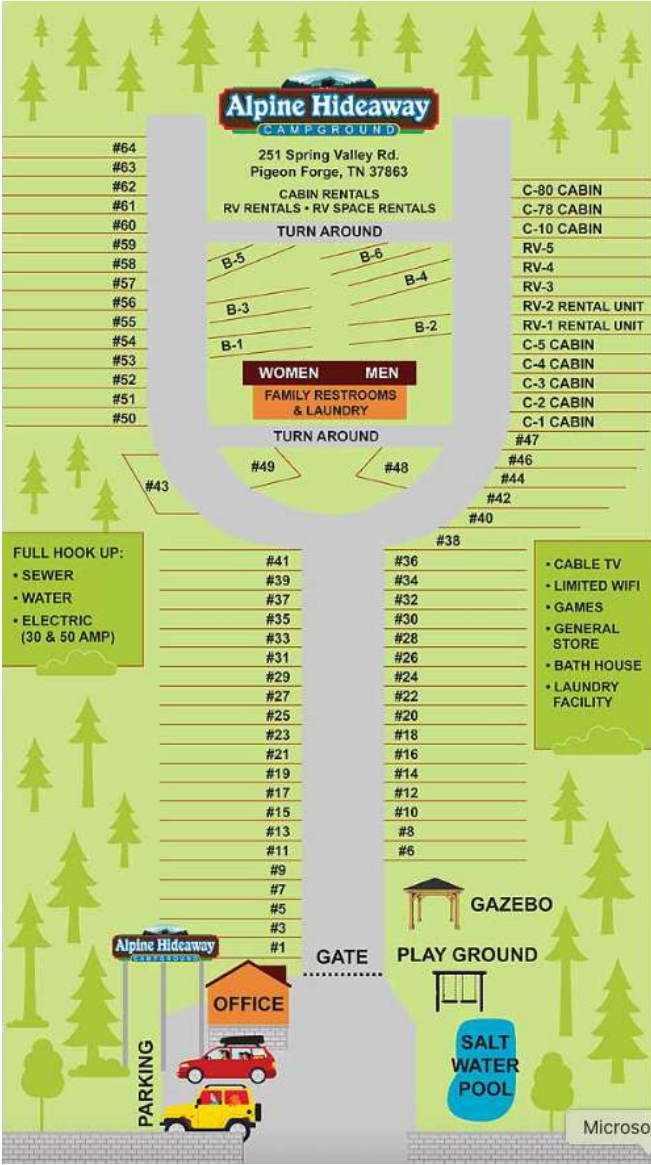 Alpine Hideaway
CAMPGROUND
251 Spring Valley Rd.
Pigeon Forge, TN 37863
CABIN RENTALS
RV RENTALS • RV SPACE RENTALS
TURN AROUND
#64
#63
#62
#61
#60
#59
#58
#57
#56
#55
#54
#53
#52
#51
#50
B-5
B-6
B-4
B-3
B-2
B-1
WOMEN MEN
FAMILY RESTROOMS
& LAUNDRY
TURN AROUND
C-80 CABIN
C-78 CABIN
C-10 CABIN
RV-5
RV-4
RV-3
RV-2 RENTAL UNIT
RV-1 RENTAL UNIT
C-5 CABIN
C-4 CABIN
C-3 CABIN
C-2 CABIN
C-1 CABIN
#47
#46
#44
#42
#40
#38
#43
#49
#48
FULL HOOK UP:
• SEWER
• WATER
• ELECTRIC
(30 & 50 AMP)
#41
#39
#37
#35
#33
#31
#29
#27
#25
#23
#21
#19
#17
#15
#13
#11
#9
#7
#5
#3
#1
#36
#34
#32
#30
#28
#26
#24
#22
#20
#18
#16
#14
#12
#10
#8
#6
• CABLE TV
• LIMITED WIFI
• GAMES
• GENERAL
STORE
• BATH HOUSE
• LAUNDRY
FACILITY
GAZEBO
PLAY GROUND
GATE
Alpine Hideaway
CAMPGROUND
OFFICE
PARKING
SALT
WATER
POOL
Microso